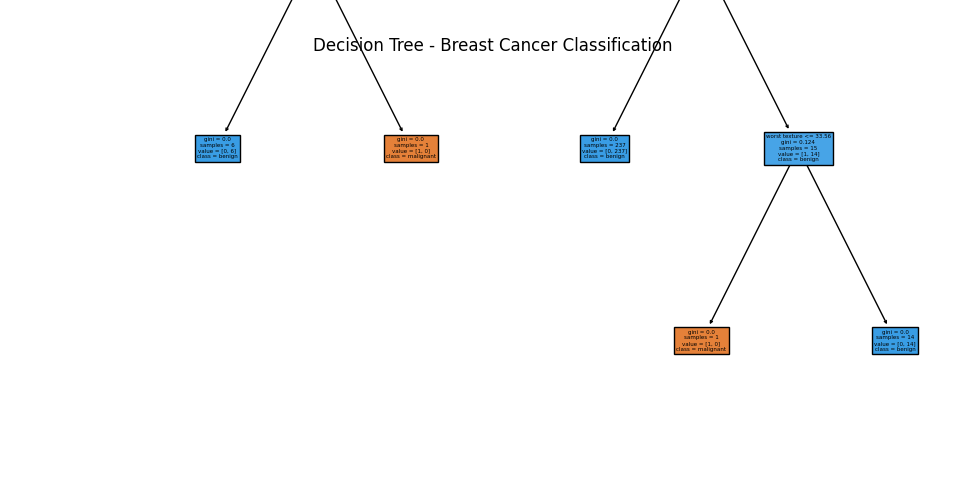 Decision Tree - Breast Cancer Classification
gini = 0.0
samples = 6
value = [0, 6]
class = benign
gini = 0.0
samples = 1
value = [1, 0]
class = malignant
gini = 0.0
samples = 237
value = [0, 237]
class = benign
worst texture <= 33.56
gini = 0.124
samples = 15
value = [1, 14]
class = benign
gini = 0.0
samples = 1
value = [1, 0]
class = malignant
gini = 0.0
samples = 14
value = [0, 14]
class = benign